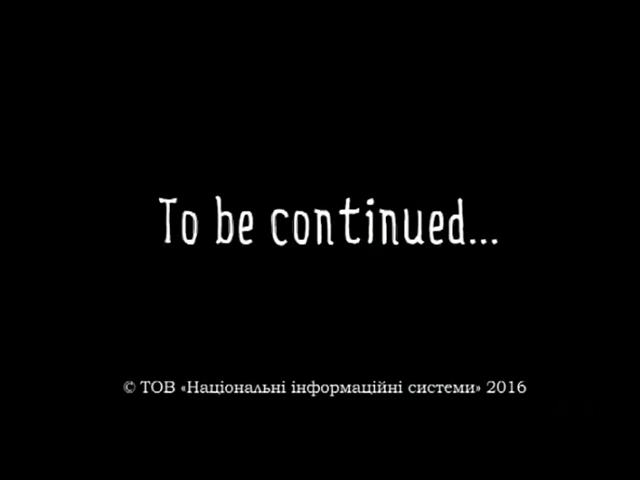 To be continued...
© ТОВ «Національні інформаційні системи» 2016